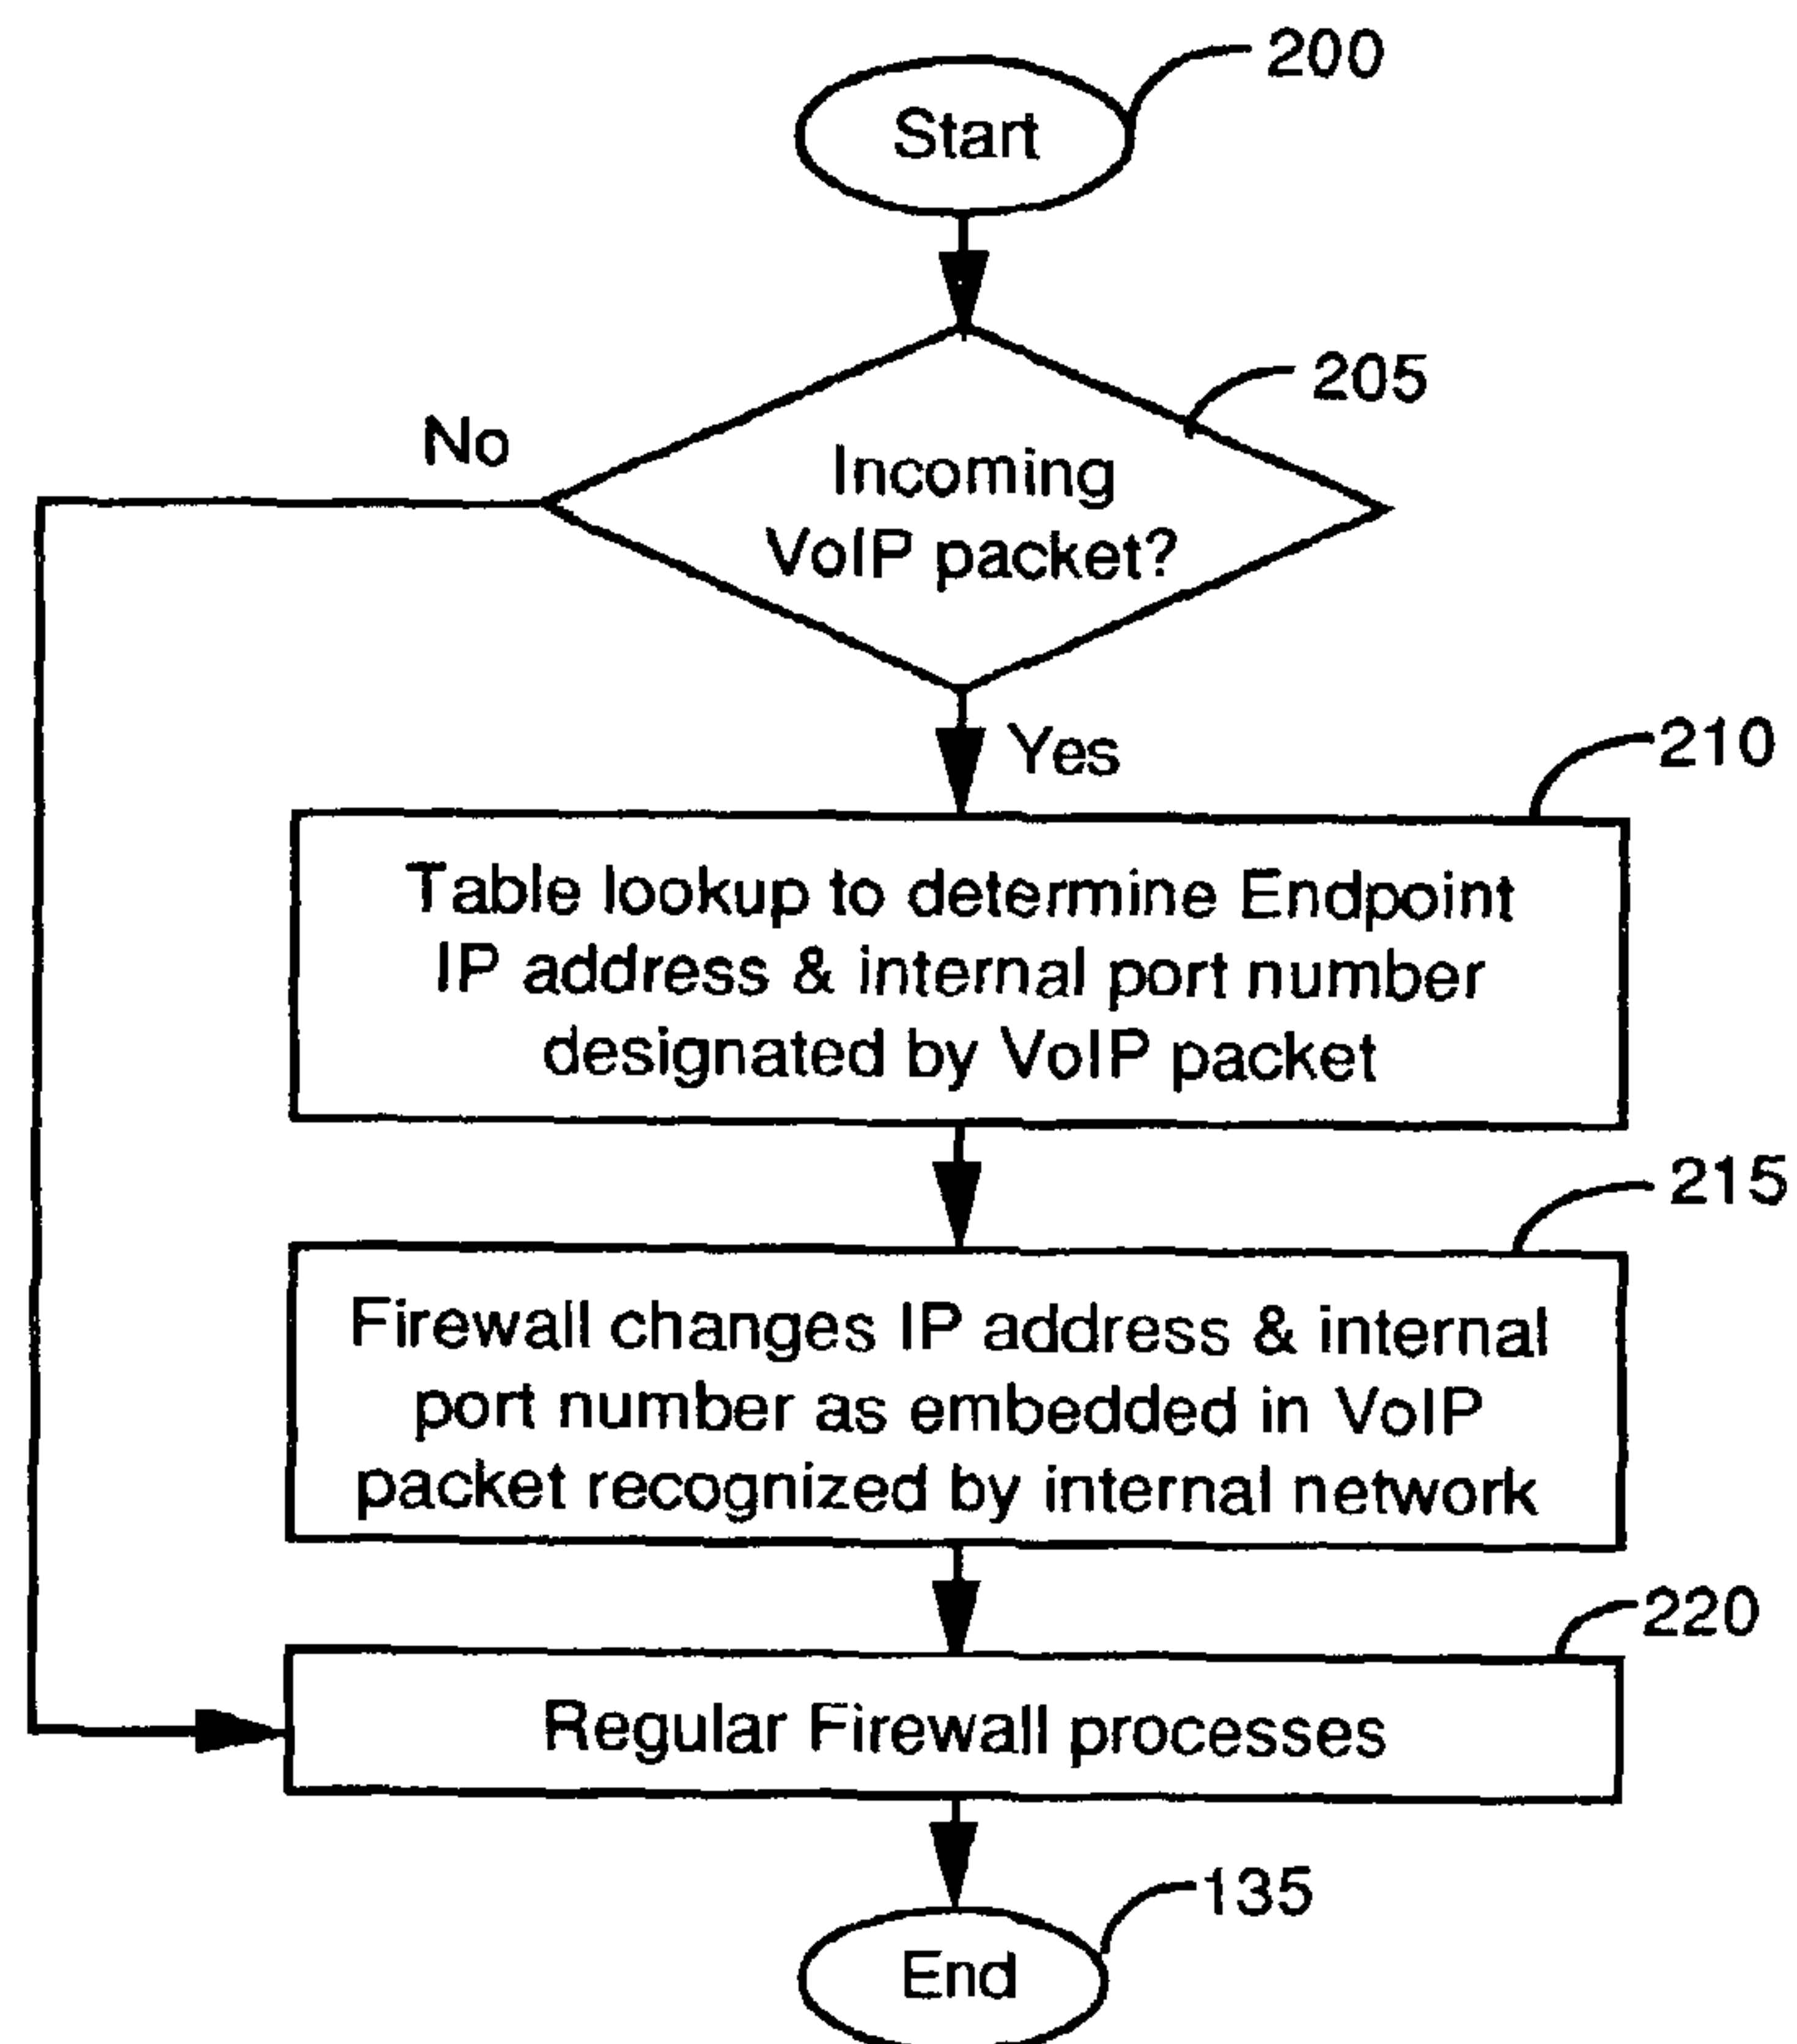 200
Start
205
No
Incoming
VoIP packet?
Yes
210
Table lookup to determine Endpoint
IP address & internal port number
designated by VoIP packet
215
Firewall changes IP address & internal
port number as embedded in VoIP
packet recognized by internal network
220
Regular Firewall processes
135
End